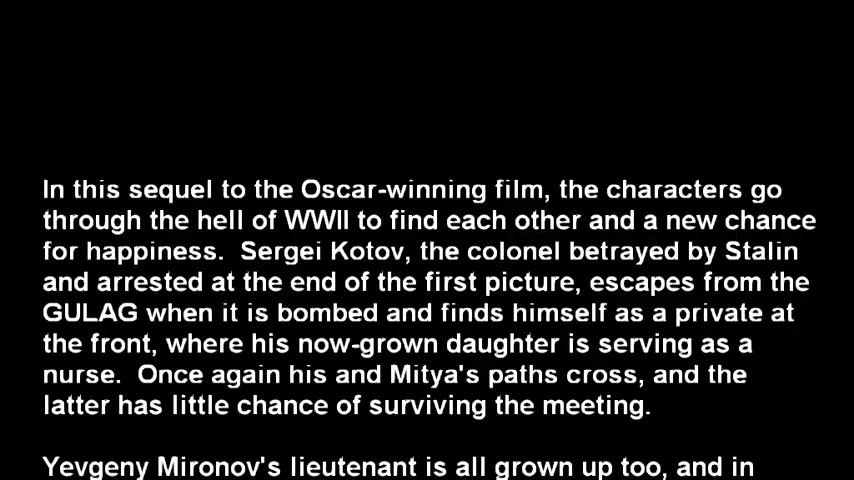 In this sequel to the Oscar-winning film, the characters go
through the hell of WWII to find each other and a new chance
for happiness.  Sergei Kotov, the colonel betrayed by Stalin
and arrested at the end of the first picture, escapes from the
GULAG when it is bombed and finds himself as a private at
the front, where his now-grown daughter is serving as a
nurse.  Once again his and Mitya's paths cross, and the
latter has little chance of surviving the meeting.
Yevgeny Mironov's lieutenant is all grown up too, and in